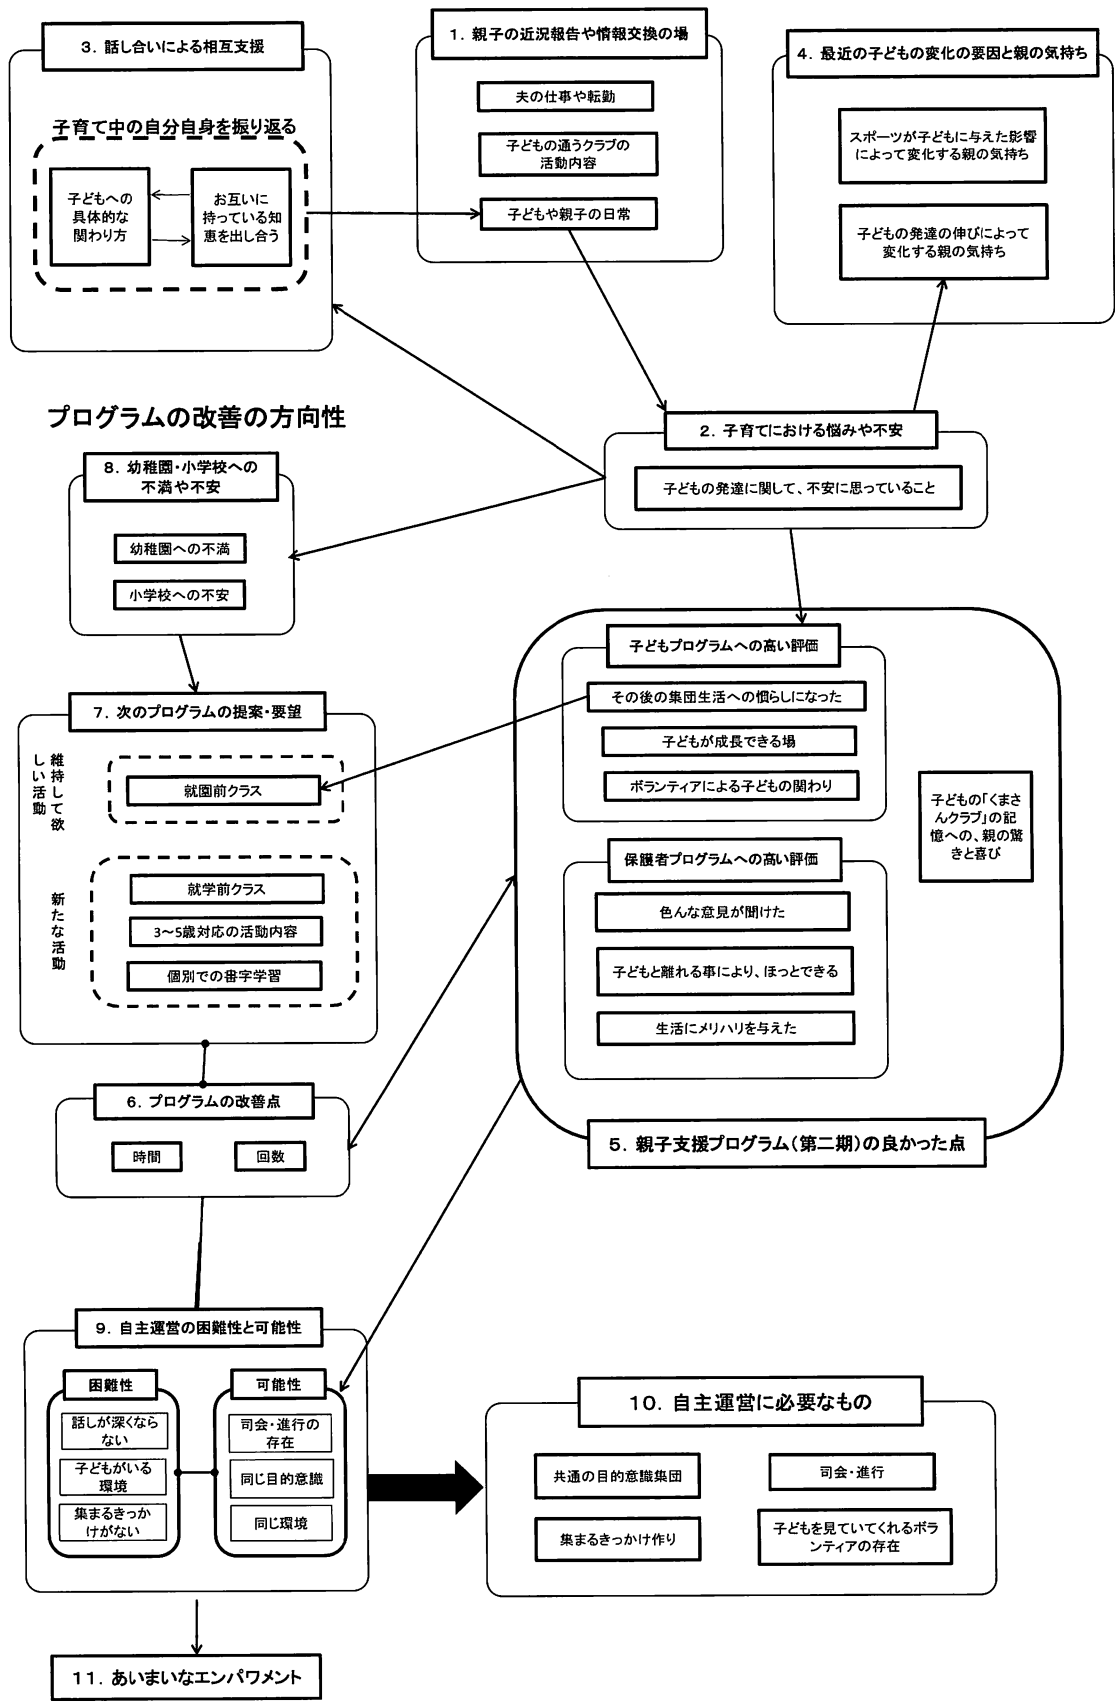 3．話し合いによる相互支援
子育て中の自分自身を振り返る
子どもへの
具体的な
関わり方
お互いに
持っている知
恵を出し合う
1．親子の近況報告や情報交換の場
夫の仕事や転勤
子どもの通うクラブの
活動内容
子どもや親子の日常
4．最近の子どもの変化の要因と親の気持ち
スポーツが子どもに与えた影響
によって変化する親の気持ち
子どもの発達の伸びによって
変化する親の気持ち
プログラムの改善の方向性
2．子育てにおける悩みや不安
子どもの発達に関して、不安に思っていること
8．幼稚園・小学校への
不満や不安
幼稚園への不満
小学校への不安
7．次のプログラムの提案・要望
維持して欲
しい活動
就園前クラス
新たな活動
就学前クラス
3～5歳対応の活動内容
個別での書字学習
子どもプログラムへの高い評価
その後の集団生活への慣らしになった
子どもが成長できる場
ボランティアによる子どもの関わり
保護者プログラムへの高い評価
色んな意見が聞けた
子どもと離れる事により、ほっとできる
生活にメリハリを与えた
子どもの「くまさ
んクラブ」の記
憶への、親の驚
きと喜び
5．親子支援プログラム（第二期）の良かった点
6．プログラムの改善点
時間
回数
9．自主運営の困難性と可能性
困難性
話しが深くなら
ない
子どもがいる
環境
集まるきっか
けがない
可能性
司会・進行の
存在
同じ目的意識
同じ環境
10．自主運営に必要なもの
共通の目的意識集団
司会・進行
集まるきっかけ作り
子どもを見ていてくれるボラ
ンティアの存在
11．あいまいなエンパワメント